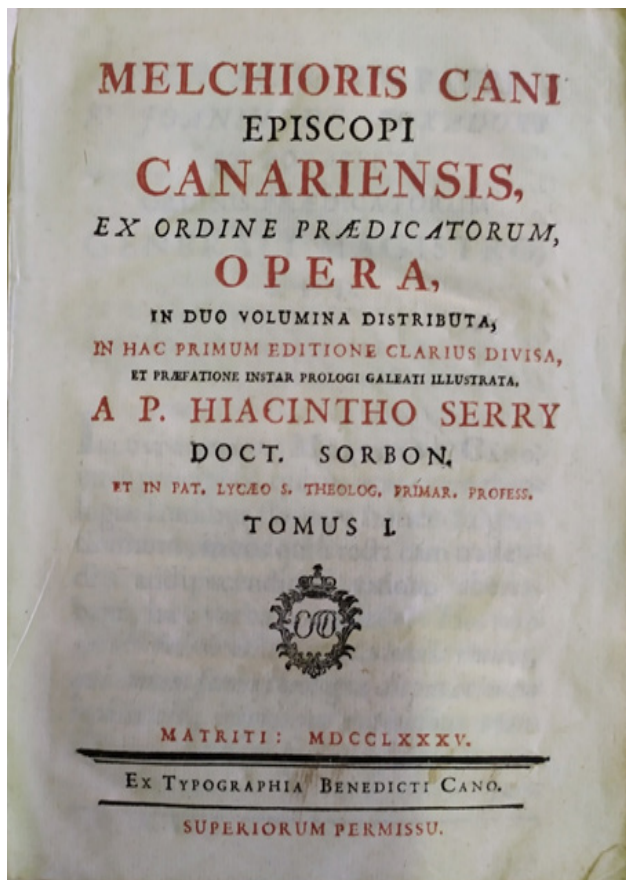 MELCHIORIS CANI
EPISCOPI
CANARIENSIS,
EX ORDINE PRÆDICATORUM,
OPERA,
IN DUO VOLUMINA DISTRIBUTA,
IN HAC PRIMUM EDITIONE CLARIUS DIVISA,
ET PRÆFATIONE INSTAR PROLOGI GALEATI ILLUSTRATA.
A P. HIACINTHO SERRY
DOCT. SORBON.
ET IN PAT. LYCÆO S. THEOLOG. PRIMAR. PROFESS.
TOMUS I.
MATRITI: MDCCLXXXV.
EX TYPOGRAPHIA BENEDICTI CANO.
SUPERIORUM PERMISSU.